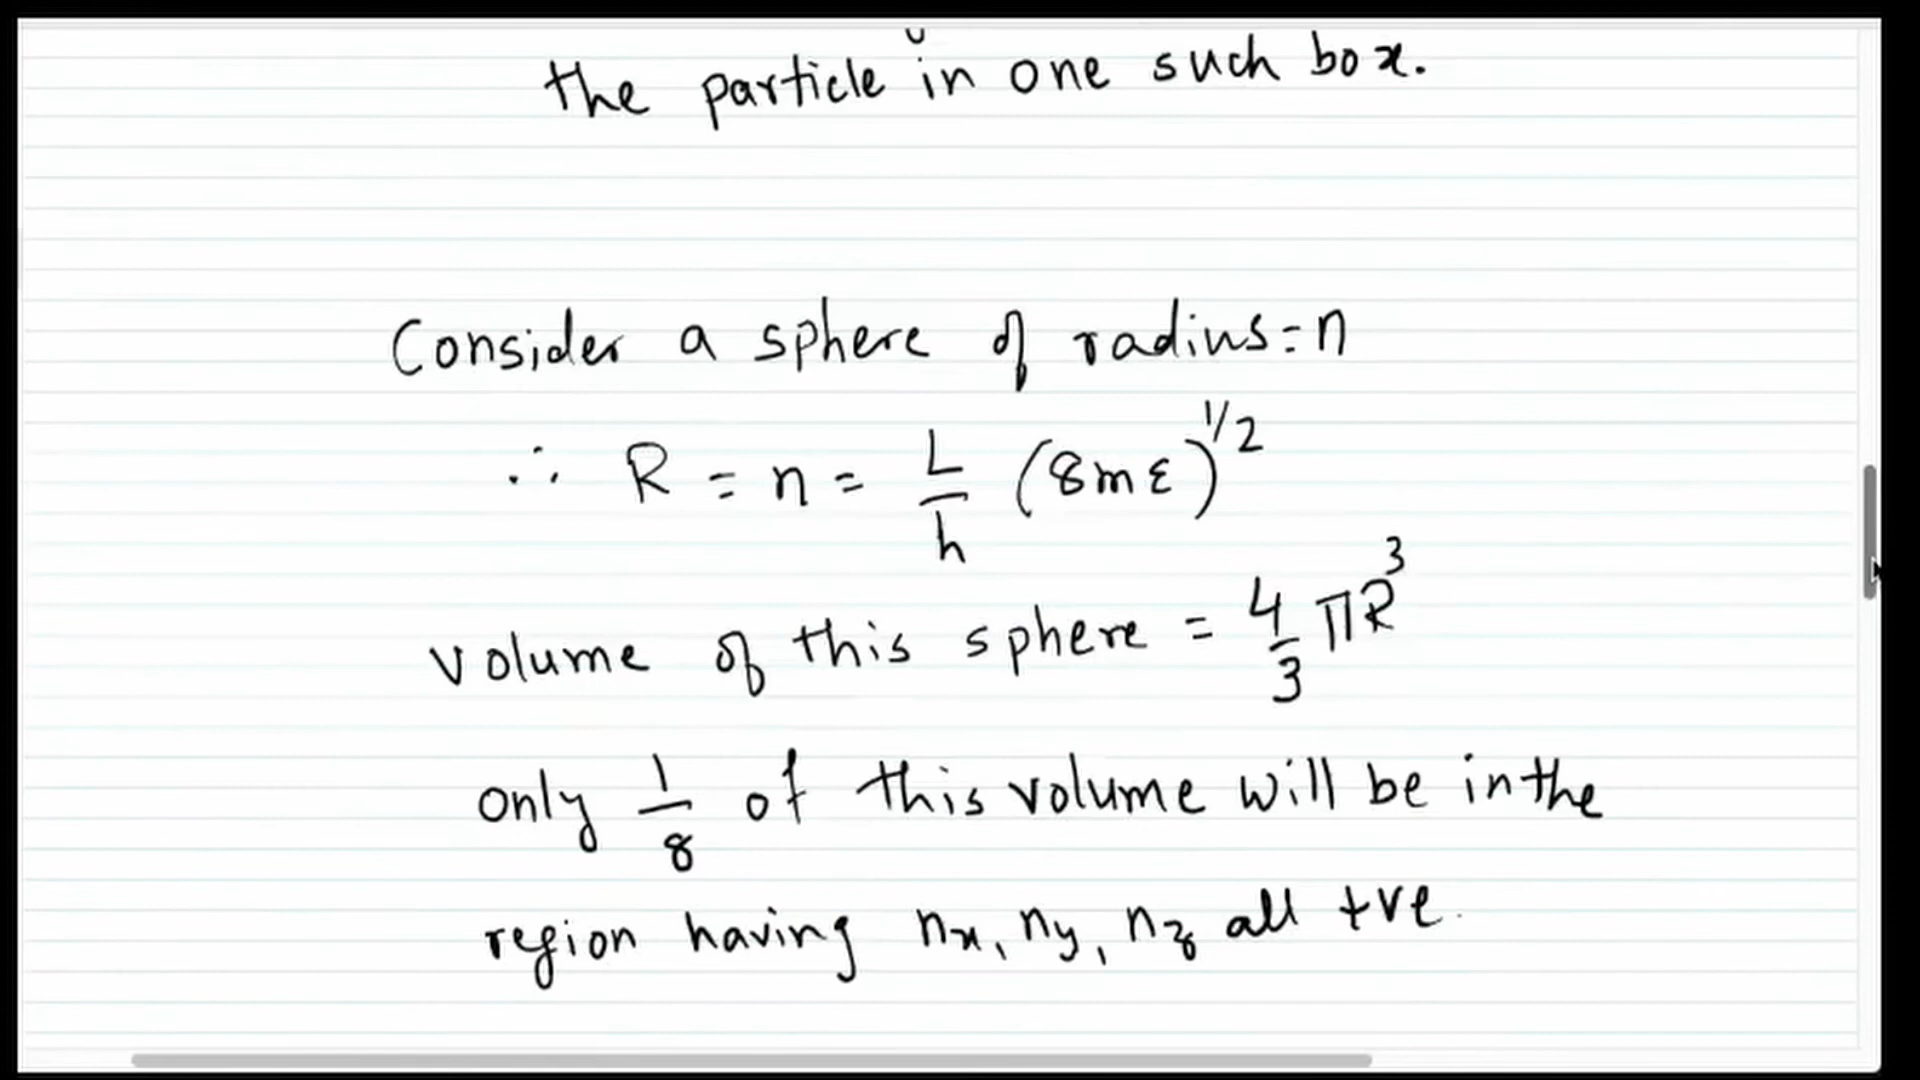 the particle in one such box.
Consider a sphere of radius = n
∴ R = n = L/h (8mε)^1/2
volume of this sphere = 4/3 πR^3
only 1/8 of this volume will be in the
region having nx, ny, nz all +ve.